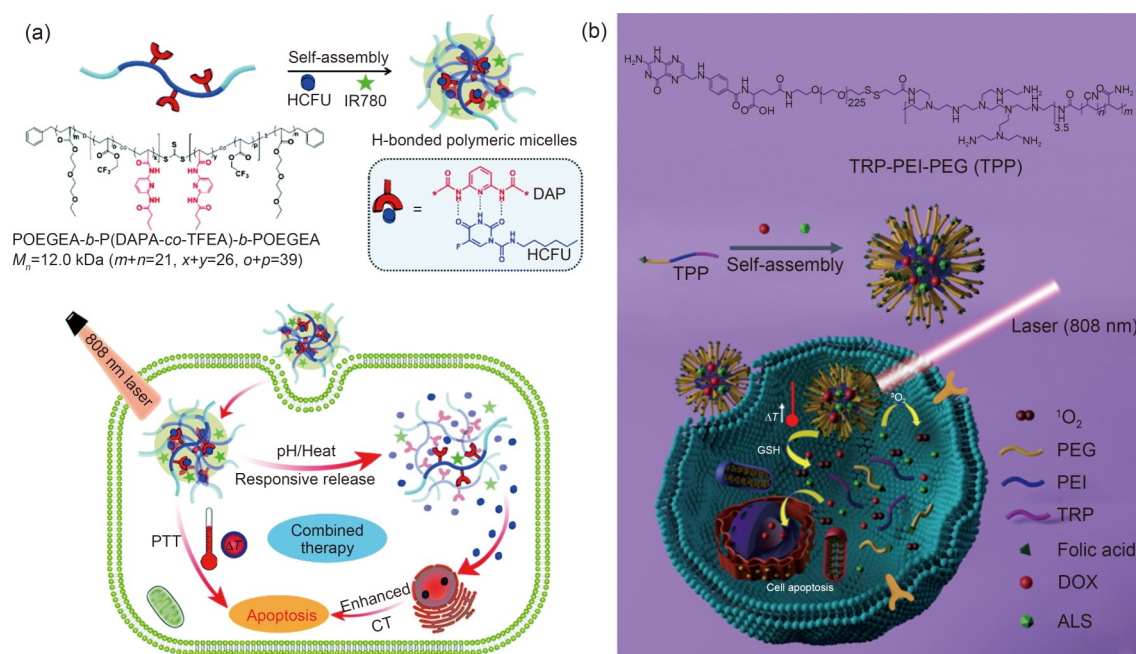 (a)
Self-assembly
HCFU
IR780
H-bonded polymeric micelles
DAP
HCFU
POEGEA-b-P(DAPA-co-TFEA)-b-POEGEA
Mn=12.0 kDa (m+n=21, x+y=26, o+p=39)
808 nm laser
pH/Heat
Responsive release
PTT
ΔT
Combined
therapy
Apoptosis
Enhanced
CT
(b)
TRP-PEI-PEG (TPP)
TPP
Self-assembly
Laser (808 nm)
ΔT
GSH
³O₂
Cell apoptosis
¹O₂
PEG
PEI
TRP
Folic acid
DOX
ALS